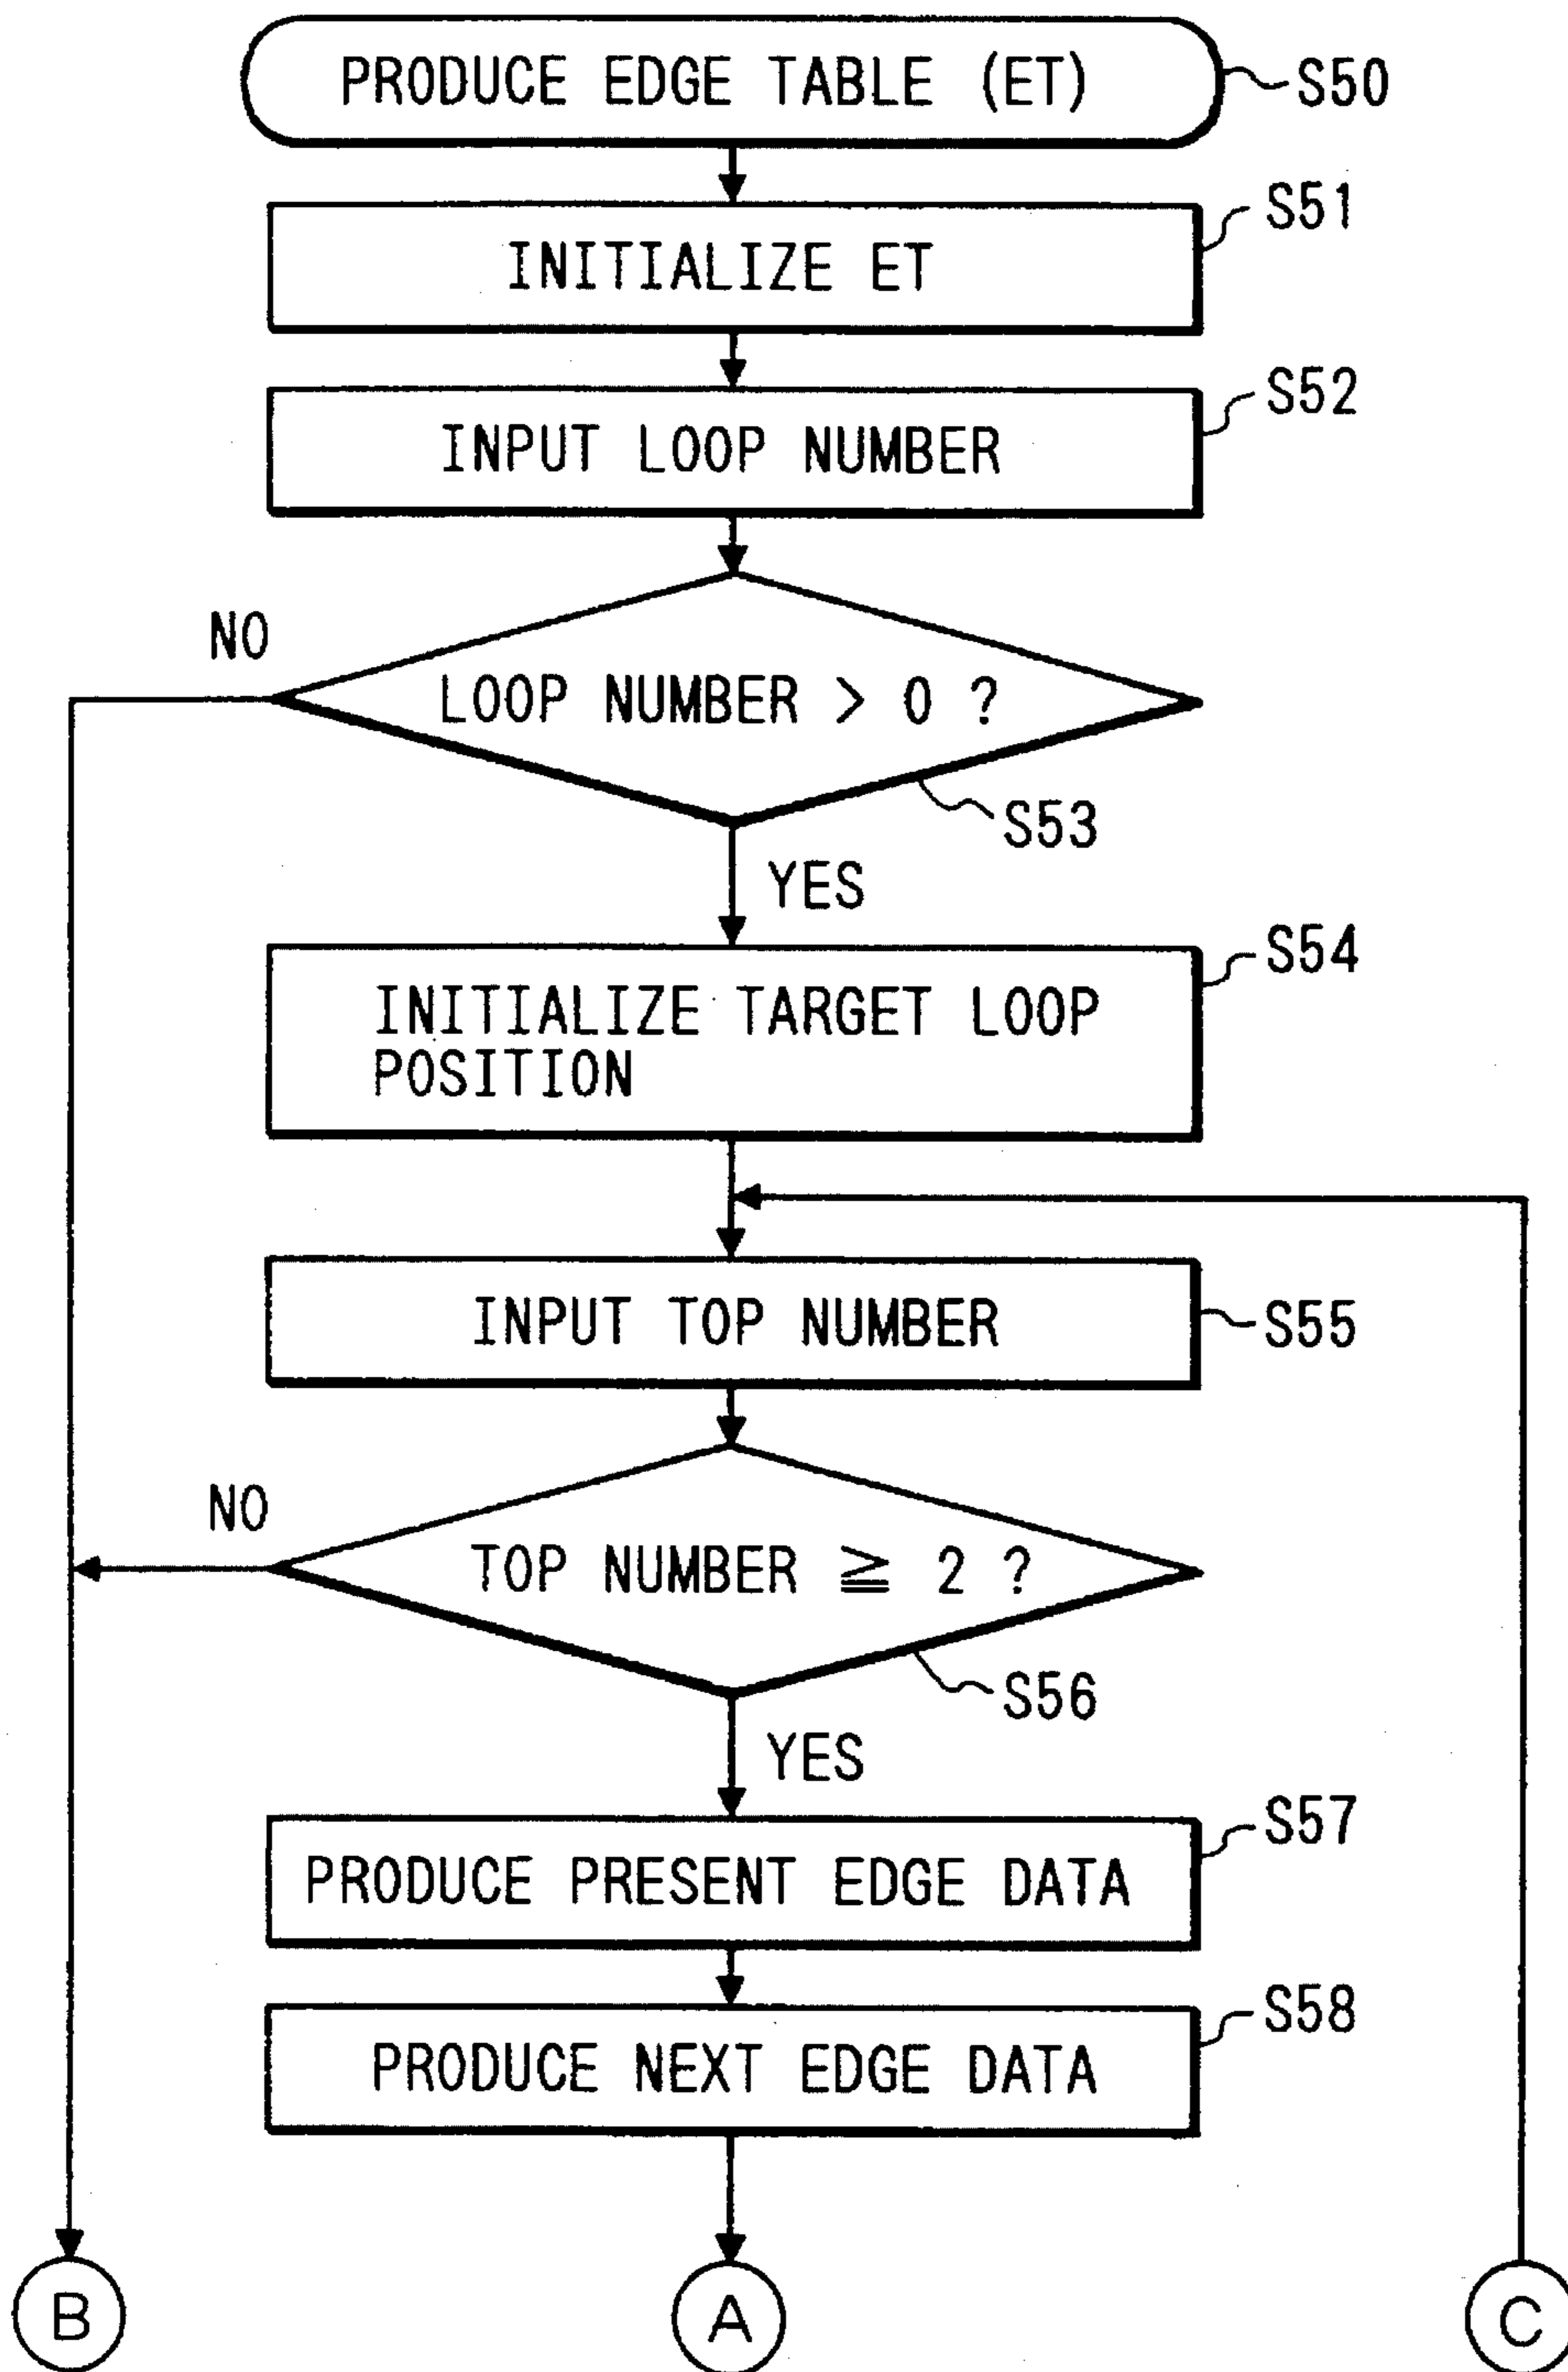 PRODUCE EDGE TABLE (ET)
S50
S51
INITIALIZE ET
S52
INPUT LOOP NUMBER
NO
LOOP NUMBER > 0 ?
S53
YES
S54
INITIALIZE TARGET LOOP
POSITION
INPUT TOP NUMBER
S55
NO
TOP NUMBER ≧ 2 ?
S56
YES
S57
PRODUCE PRESENT EDGE DATA
S58
PRODUCE NEXT EDGE DATA
B
A
C